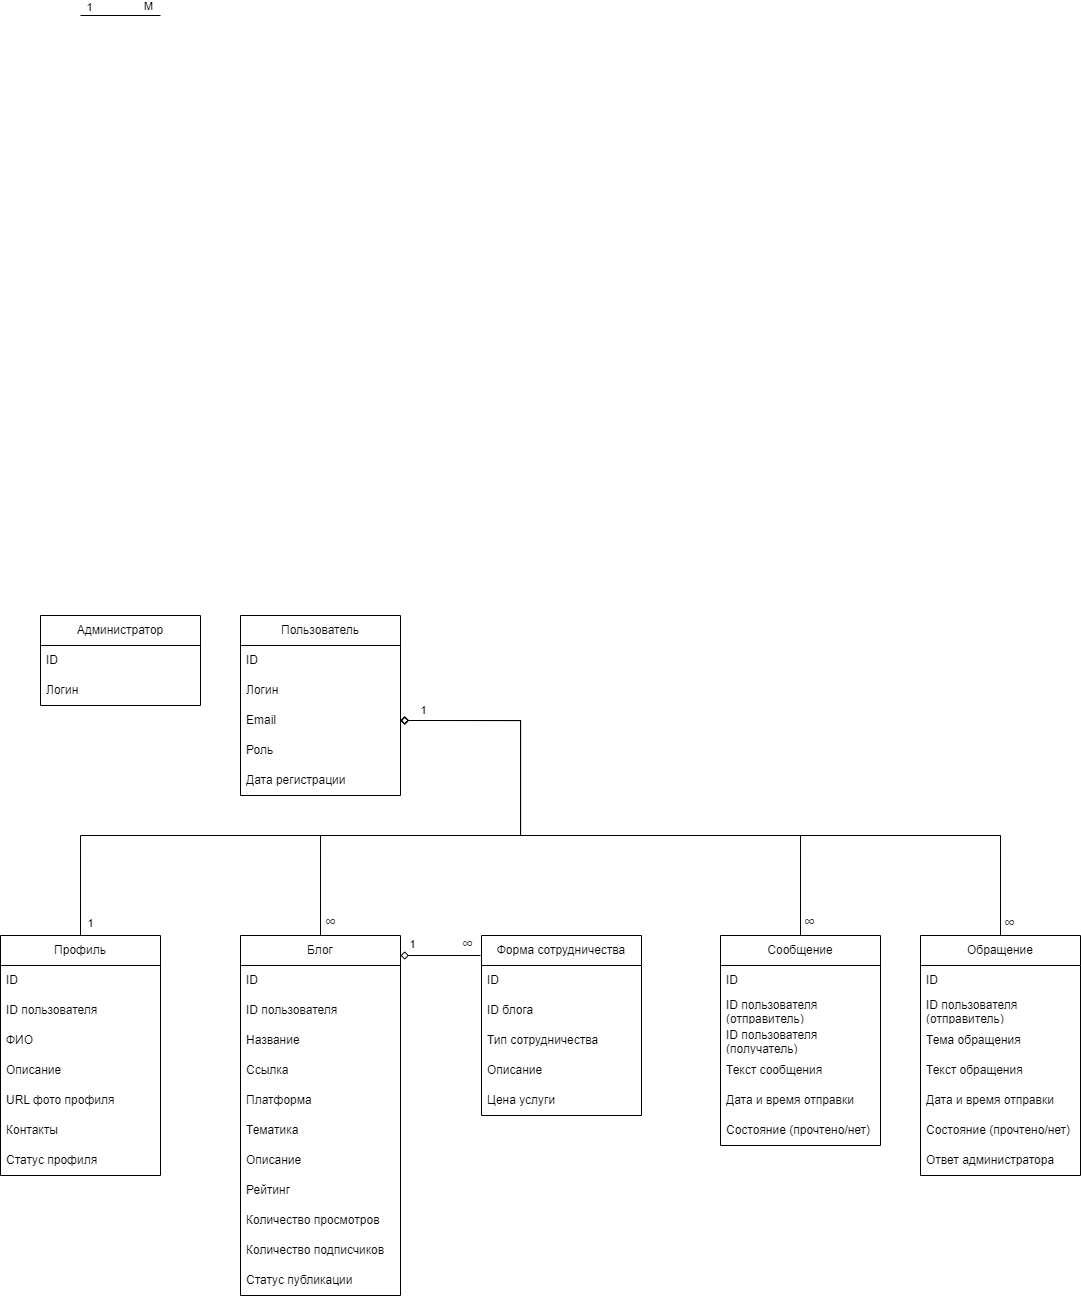 1 M
Администратор
ID
Логин
Пользователь
ID
Логин
Email
Роль
Дата регистрации
1
1
∞
∞
∞
Профиль
ID
ID пользователя
ФИО
Описание
URL фото профиля
Контакты
Статус профиля
Блог
ID
ID пользователя
Название
Ссылка
Платформа
Тематика
Описание
Рейтинг
Количество просмотров
Количество подписчиков
Статус публикации
1 ∞
Форма сотрудничества
ID
ID блога
Тип сотрудничества
Описание
Цена услуги
Сообщение
ID
ID пользователя
(отправитель)
ID пользователя
(получатель)
Текст сообщения
Дата и время отправки
Состояние (прочтено/нет)
Обращение
ID
ID пользователя
(отправитель)
Тема обращения
Текст обращения
Дата и время отправки
Состояние (прочтено/нет)
Ответ администратора